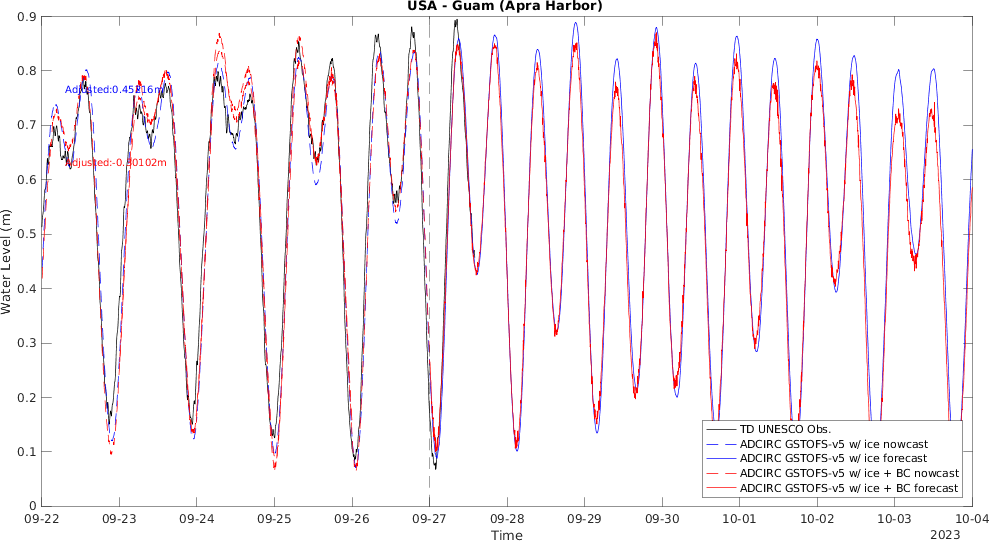 USA - Guam (Apra Harbor)
0.9
0.8
0.7
0.6
0.5
0.4
0.3
0.2
0.1
0
Water Level (m)
Adjusted:0.45316m
Adjusted:-0.30102m
TD UNESCO Obs.
ADCIRC GSTOFS-v5 w/ ice nowcast
ADCIRC GSTOFS-v5 w/ ice forecast
ADCIRC GSTOFS-v5 w/ ice + BC nowcast
ADCIRC GSTOFS-v5 w/ ice + BC forecast
09-22 09-23 09-24 09-25 09-26 09-27 09-28 09-29 09-30 10-01 10-02 10-03 10-04
Time
2023